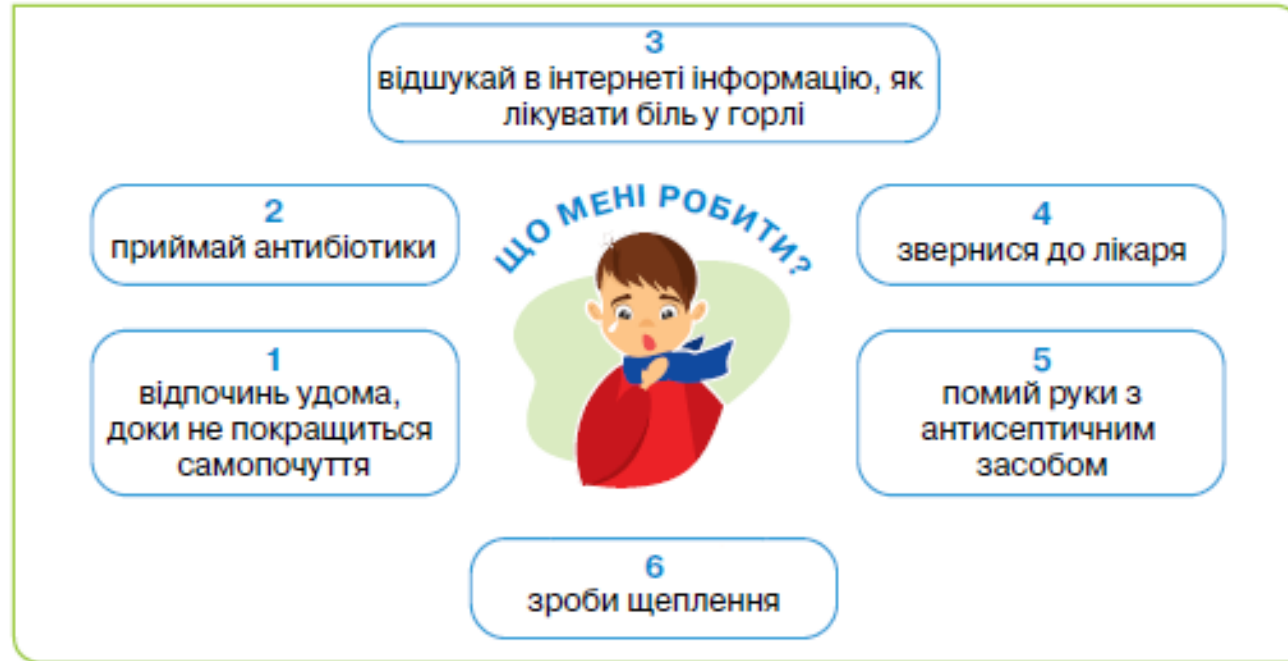 3
відшукай в інтернеті інформацію, як
лікувати біль у горлі
ЩО МЕНІ РОБИТИ?
2
приймай антибіотики
4
звернися до лікаря
1
відпочинь удома,
доки не покращиться
самопочуття
5
помий руки з
антисептичним
засобом
6
зроби щеплення